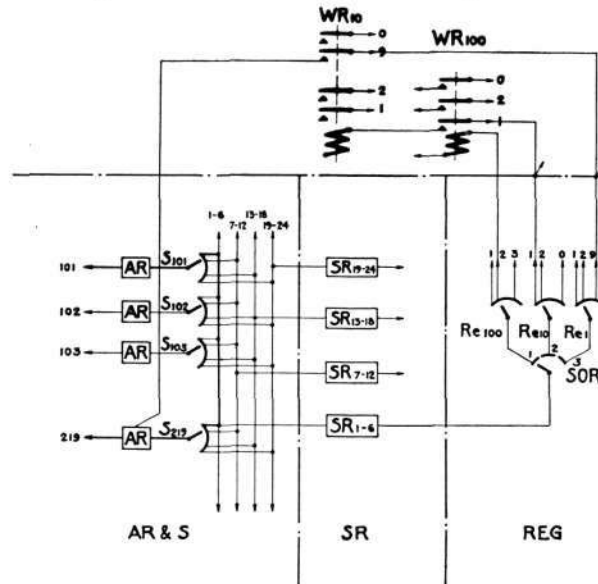 WR10
0
9
WR100
2
1
0
2
1
1-6
7-12
13-18
19-24
101
AR
S101
SR19-24
102
AR
S102
SR13-18
103
AR
S103
SR7-12
219
AR
S219
SR1-6
1 2 3
1 2 0
1 2 9
Re100
Re10
Re1
1
2
3
SOR
AR & S
SR
REG